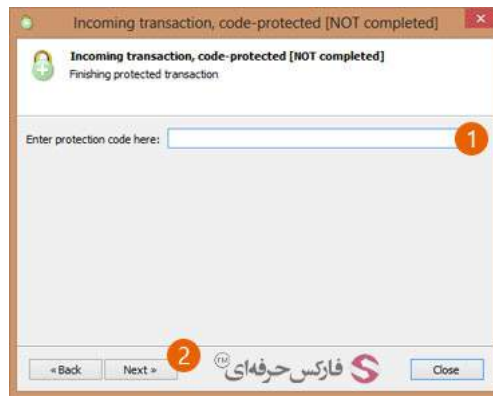 Incoming transaction, code-protected [NOT completed]
Incoming transaction, code-protected [NOT completed]
Finishing protected transaction
Enter protection code here:
1
2
« Back
Next »
فارکس حرفه‌ای TM
Close